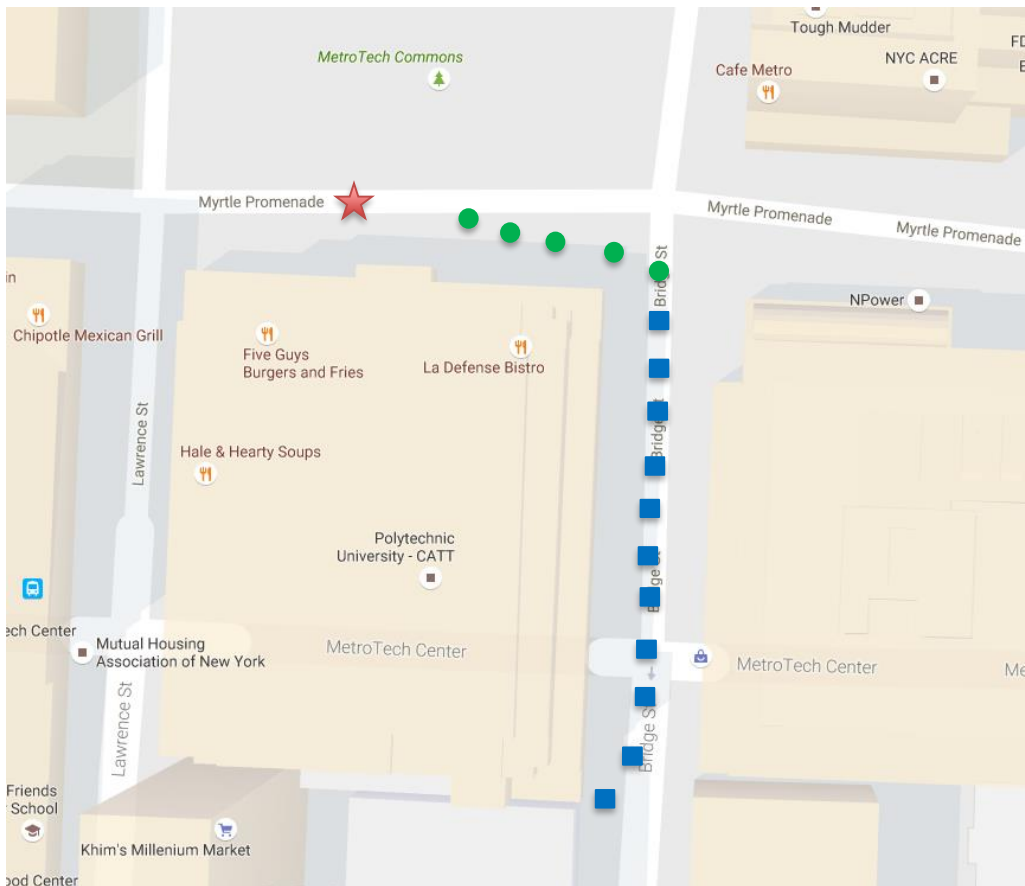 Tough Mudder
MetroTech Commons
NYC ACRE
Cafe Metro
Myrtle Promenade
Myrtle Promenade
Myrtle Promenade
Bridge St
NPower
Chipotle Mexican Grill
Five Guys
Burgers and Fries
La Defense Bistro
Lawrence St
Hale & Hearty Soups
Polytechnic
University - CATT
ech Center
Mutual Housing
Association of New York
MetroTech Center
MetroTech Center
Me
Lawrence St
Bridge St
Friends
School
Khim's Millenium Market
ood Center